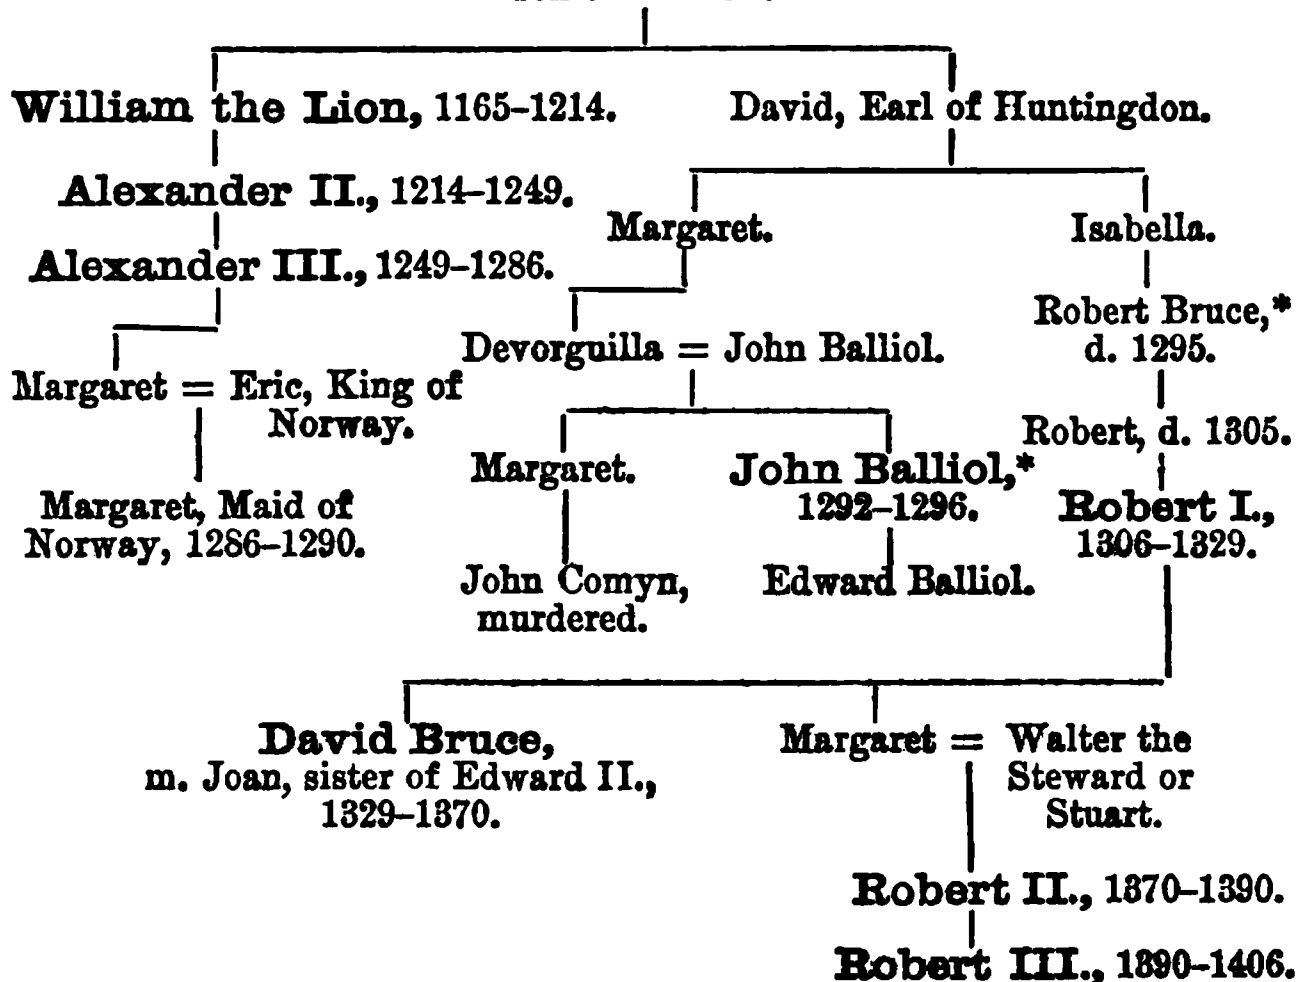 William the Lion, 1165–1214.
David, Earl of Huntingdon.
Alexander II., 1214–1249.
Margaret.
Isabella.
Alexander III., 1249–1286.
Robert Bruce,*
d. 1295.
Devorguilla = John Balliol.
Margaret = Eric, King of
Norway.
Robert, d. 1305.
Margaret.
John Balliol,*
1292–1296.
Margaret, Maid of
Norway, 1286–1290.
Robert I.,
1306–1329.
John Comyn,
murdered.
Edward Balliol.
David Bruce,
m. Joan, sister of Edward II.,
1329–1370.
Margaret = Walter the
Steward or
Stuart.
Robert II., 1370–1390.
Robert III., 1390–1406.